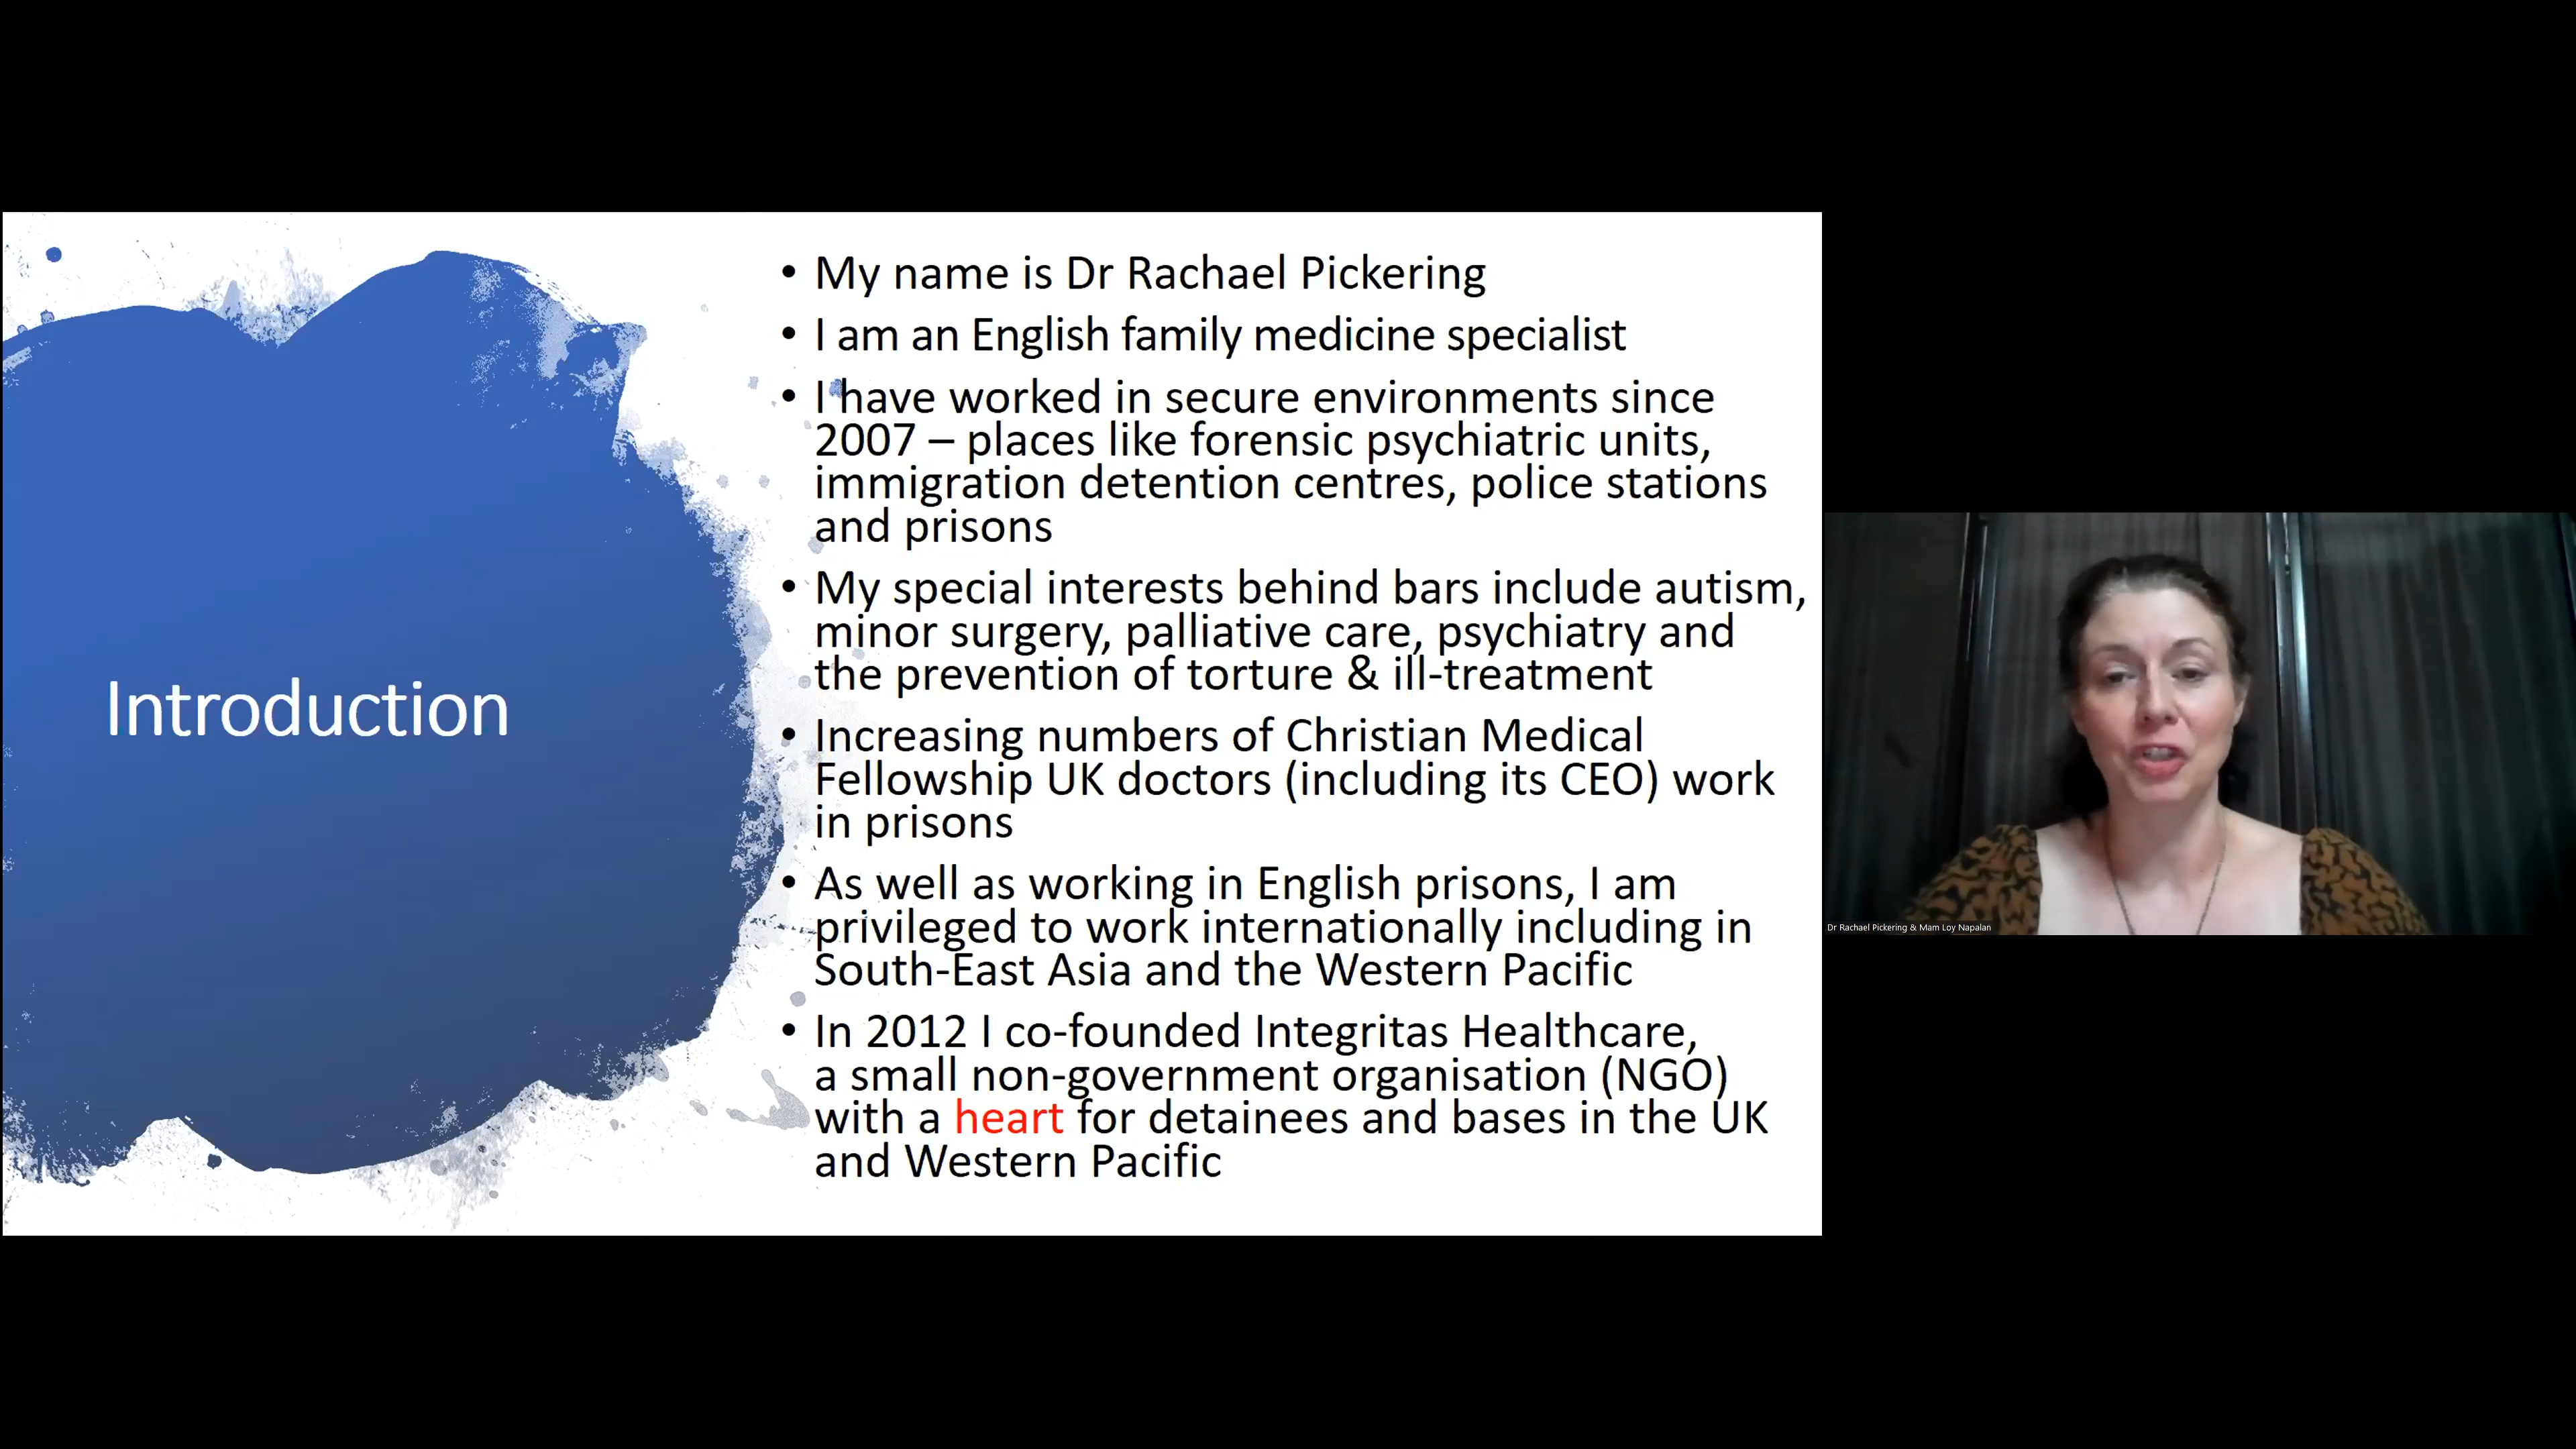 Introduction
• My name is Dr Rachael Pickering
• I am an English family medicine specialist
• I have worked in secure environments since
2007 – places like forensic psychiatric units,
immigration detention centres, police stations
and prisons
• My special interests behind bars include autism,
minor surgery, palliative care, psychiatry and
the prevention of torture & ill-treatment
• Increasing numbers of Christian Medical
Fellowship UK doctors (including its CEO) work
in prisons
• As well as working in English prisons, I am
privileged to work internationally including in
South-East Asia and the Western Pacific
• In 2012 I co-founded Integritas Healthcare,
a small non-government organisation (NGO)
with a heart for detainees and bases in the UK
and Western Pacific
Dr Rachael Pickering & Mam Loy Napalan